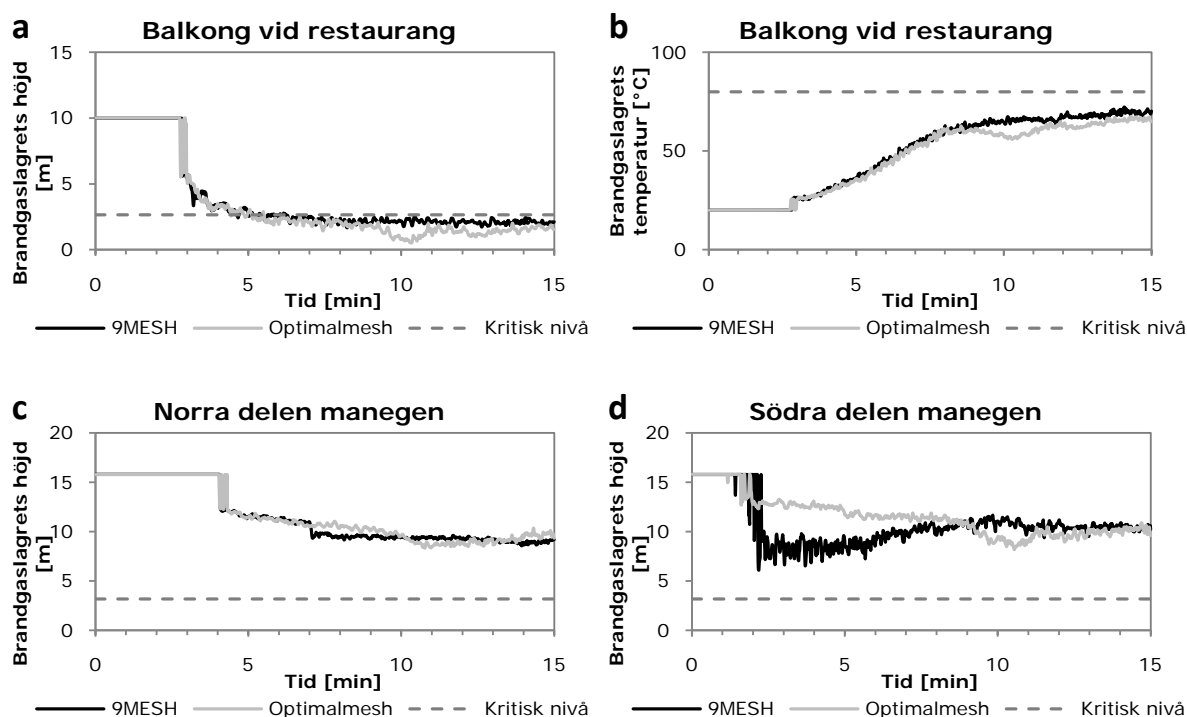 a
Balkong vid restaurang
Brandgaslagrets höjd
[m]
15
10
5
0
0 5 10 15
Tid [min]
9MESH Optimalmesh Kritisk nivå
b
Balkong vid restaurang
Brandgaslagrets
temperatur [°C]
100
50
0
0 5 10 15
Tid [min]
9MESH Optimalmesh Kritisk nivå
c
Norra delen manegen
Brandgaslagrets höjd
[m]
20
15
10
5
0
0 5 10 15
Tid [min]
9MESH Optimalmesh Kritisk nivå
d
Södra delen manegen
Brandgaslagrets höjd
[m]
20
15
10
5
0
0 5 10 15
Tid [min]
9MESH Optimalmesh Kritisk nivå